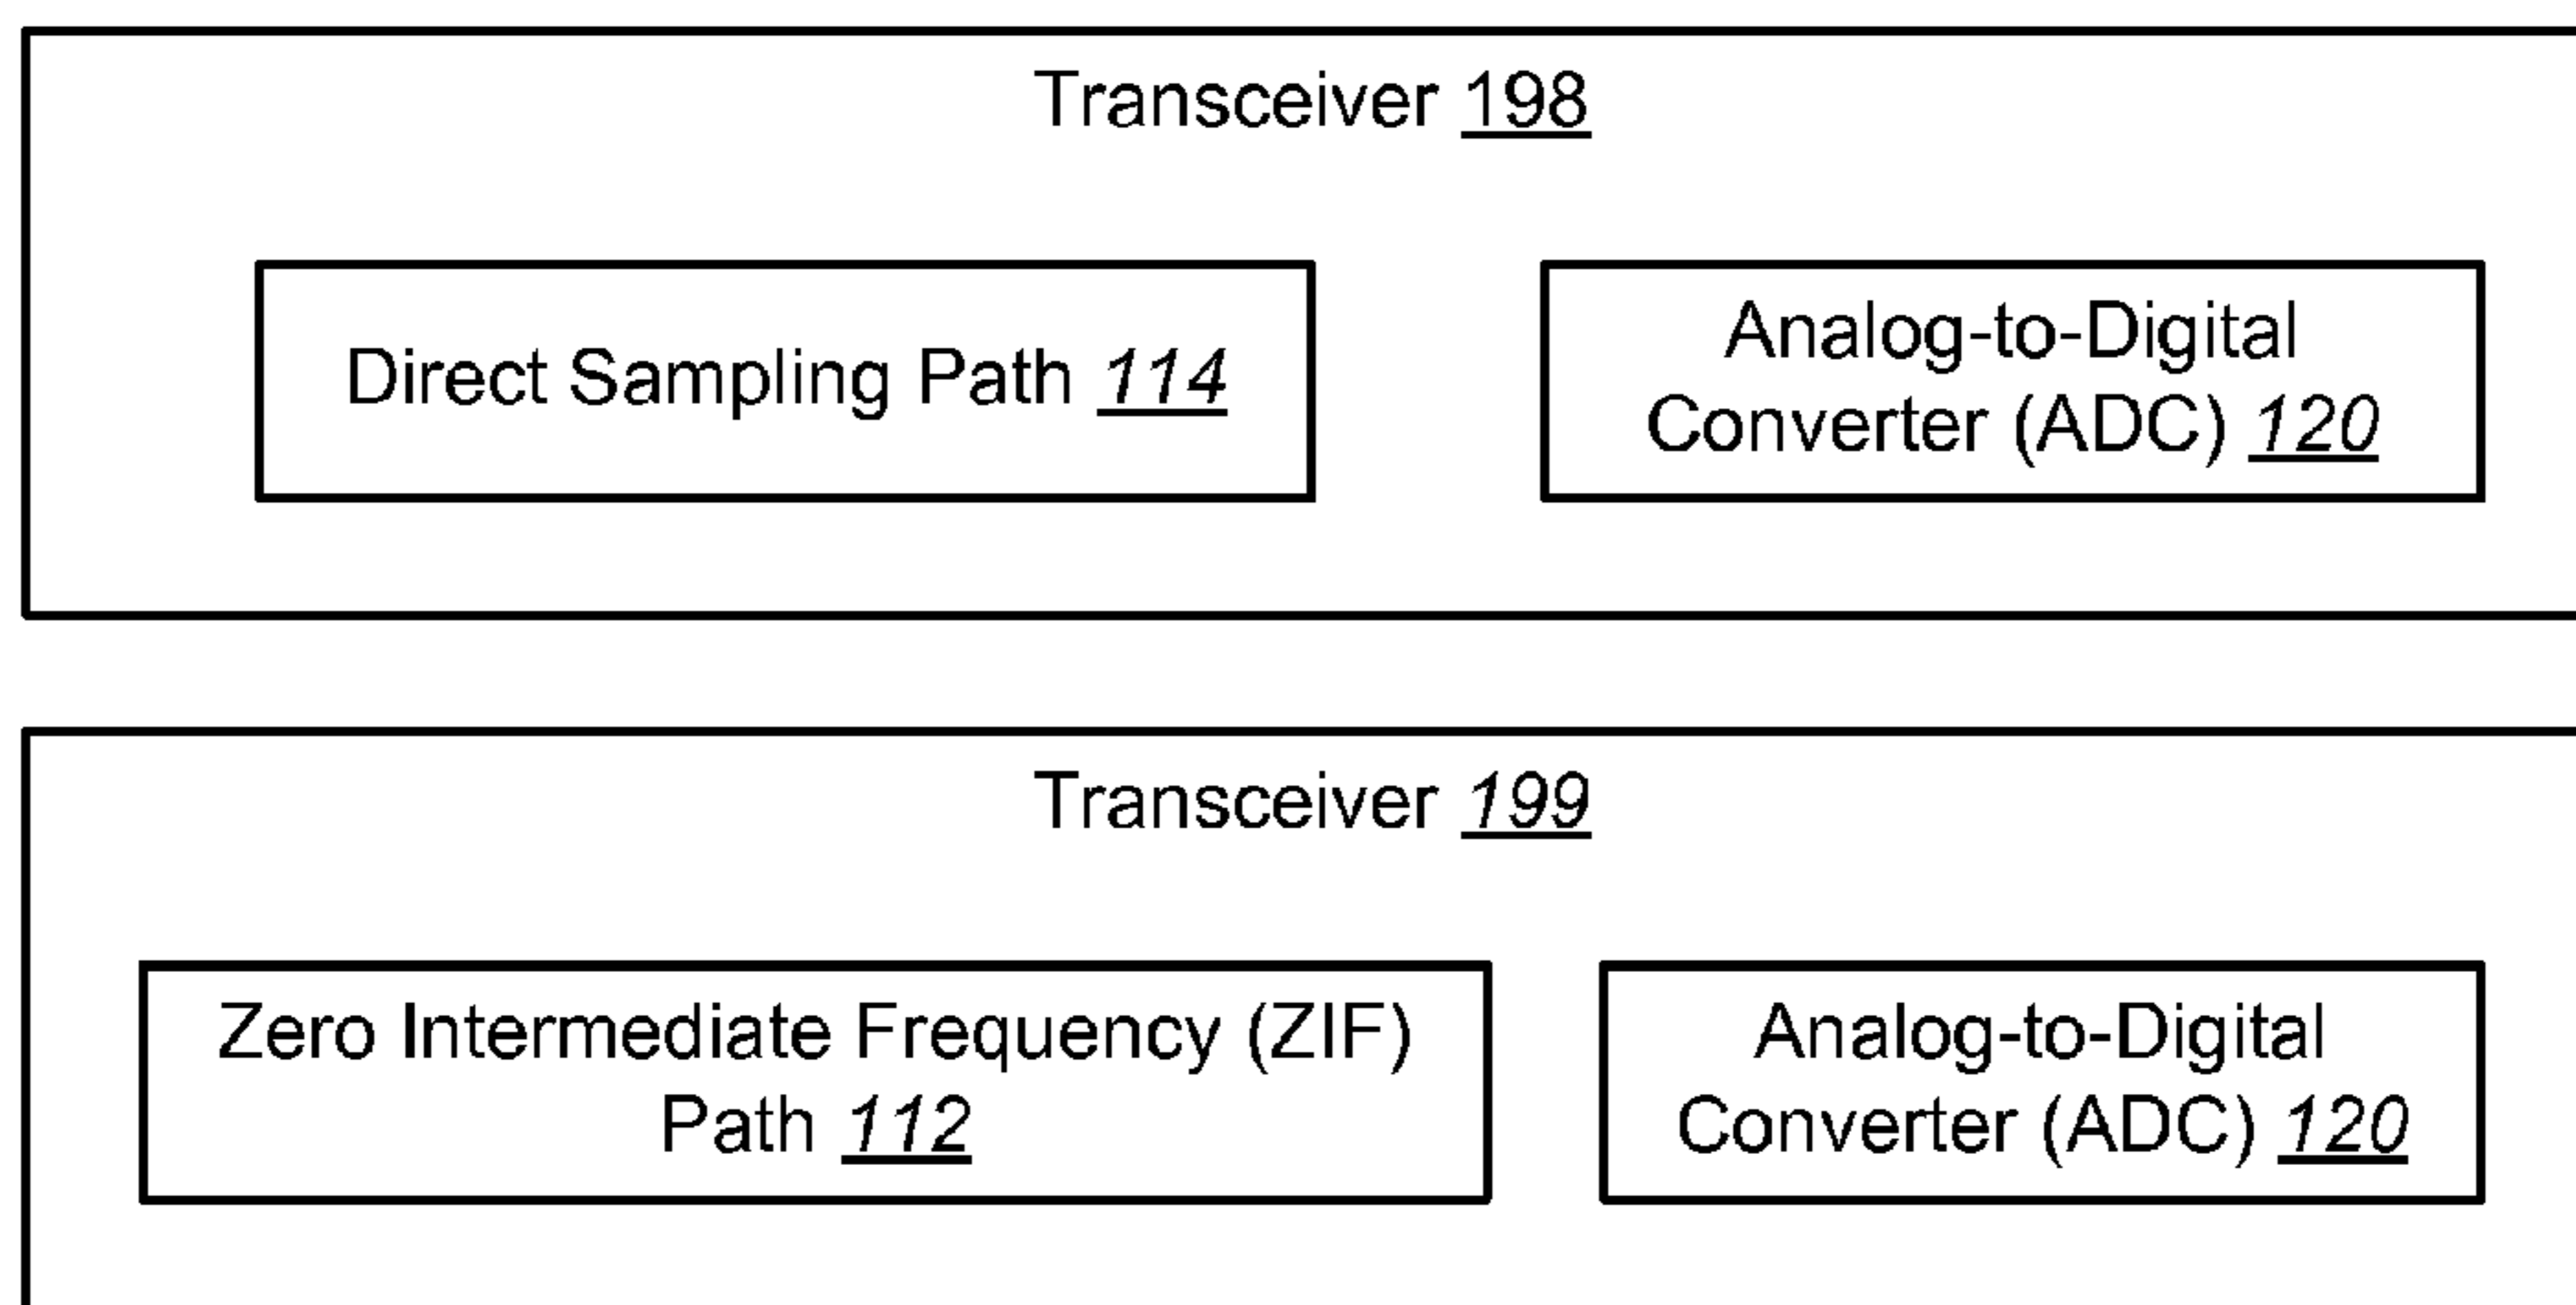 Transceiver 198
Direct Sampling Path 114
Analog-to-Digital
Converter (ADC) 120
Transceiver 199
Zero Intermediate Frequency (ZIF)
Path 112
Analog-to-Digital
Converter (ADC) 120